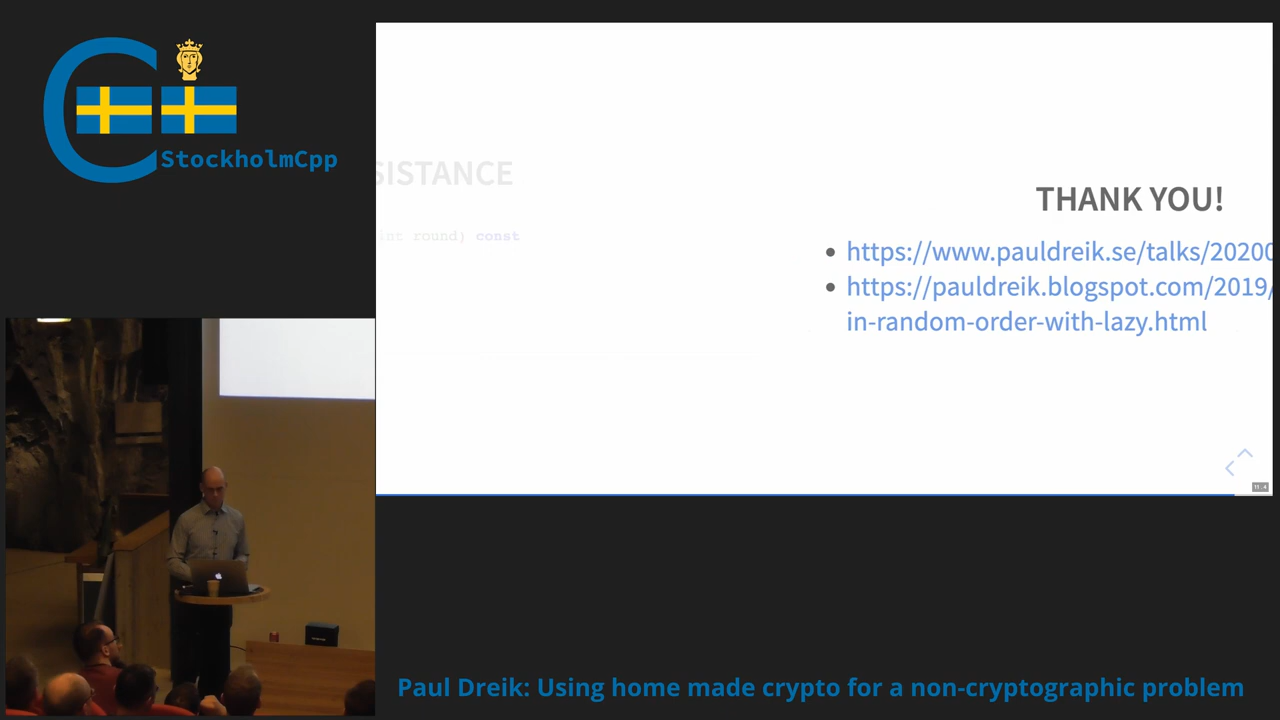 StockholmCpp
SISTANCE
int round) const
THANK YOU!
https://www.pauldreik.se/talks/20200
https://pauldreik.blogspot.com/2019/
in-random-order-with-lazy.html
Paul Dreik: Using home made crypto for a non-cryptographic problem